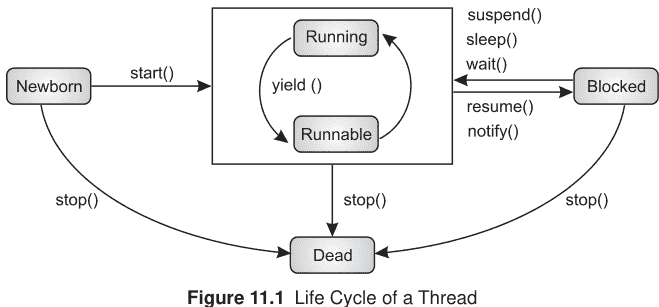 suspend()
Running
sleep()
start()
wait()
Newborn
yield ()
Blocked
resume()
Runnable
notify()
stop()
stop()
stop()
Dead
Figure 11.1 Life Cycle of a Thread